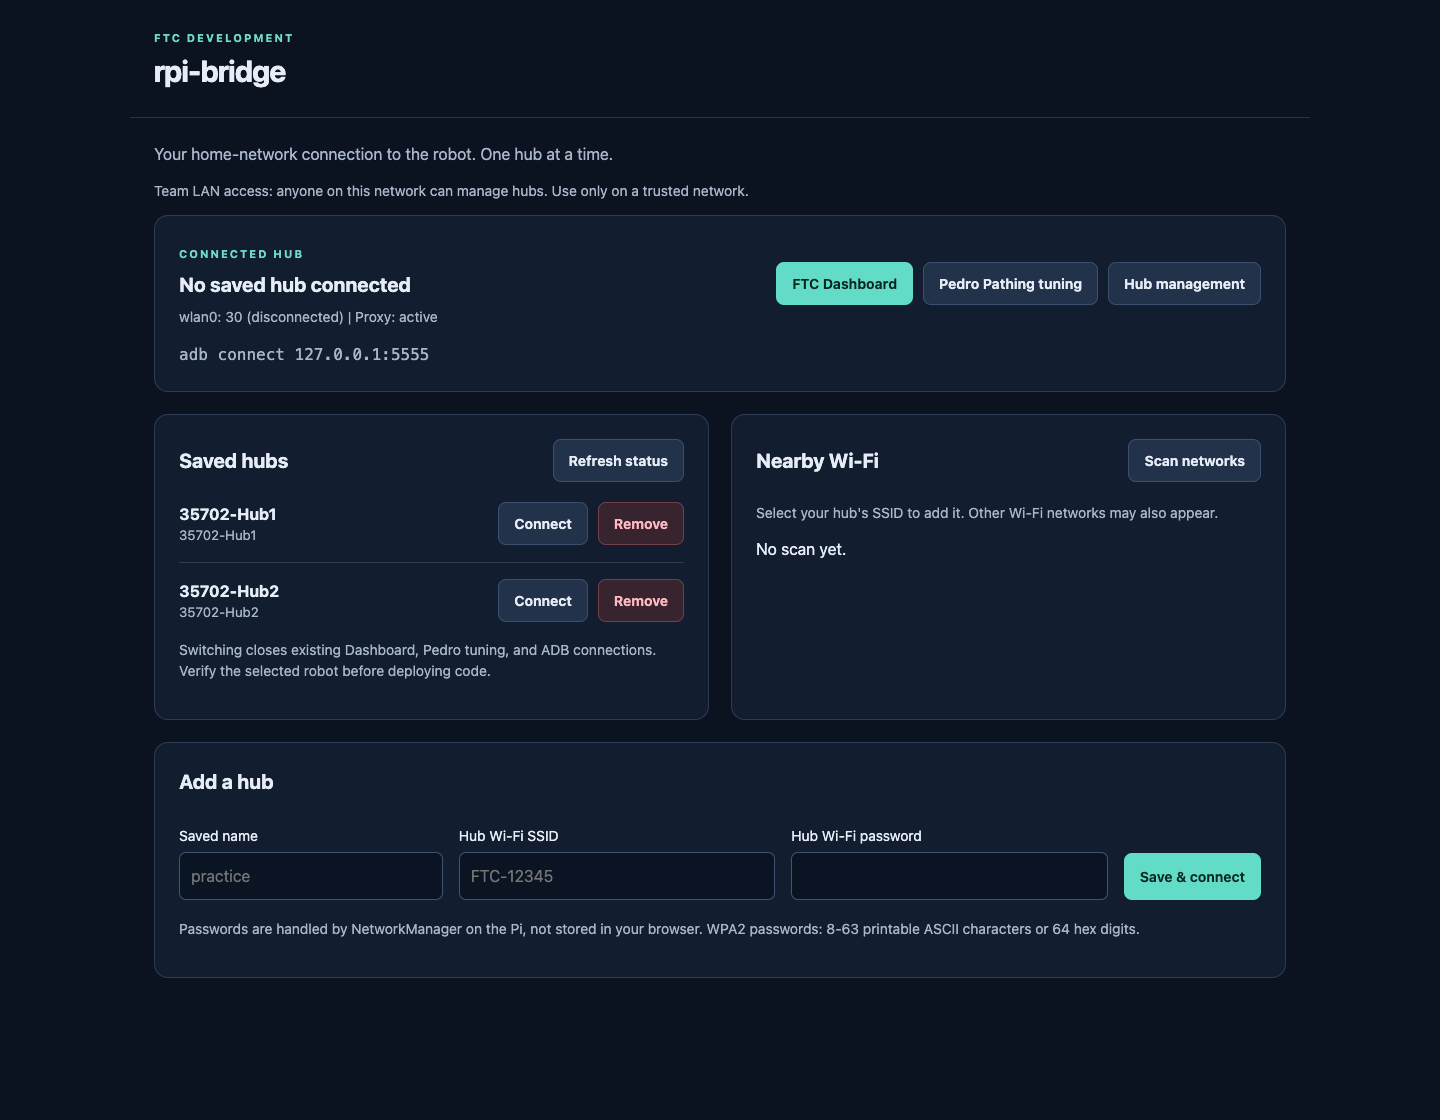 FTC DEVELOPMENT
rpi-bridge
Your home-network connection to the robot. One hub at a time.
Team LAN access: anyone on this network can manage hubs. Use only on a trusted network.
CONNECTED HUB
No saved hub connected
wlan0: 30 (disconnected) | Proxy: active
adb connect 127.0.0.1:5555
FTC Dashboard
Pedro Pathing tuning
Hub management
Saved hubs
Refresh status
35702-Hub1
35702-Hub1
Connect
Remove
35702-Hub2
35702-Hub2
Connect
Remove
Switching closes existing Dashboard, Pedro tuning, and ADB connections.
Verify the selected robot before deploying code.
Nearby Wi-Fi
Scan networks
Select your hub's SSID to add it. Other Wi-Fi networks may also appear.
No scan yet.
Add a hub
Saved name
practice
Hub Wi-Fi SSID
FTC-12345
Hub Wi-Fi password
Save & connect
Passwords are handled by NetworkManager on the Pi, not stored in your browser. WPA2 passwords: 8-63 printable ASCII characters or 64 hex digits.